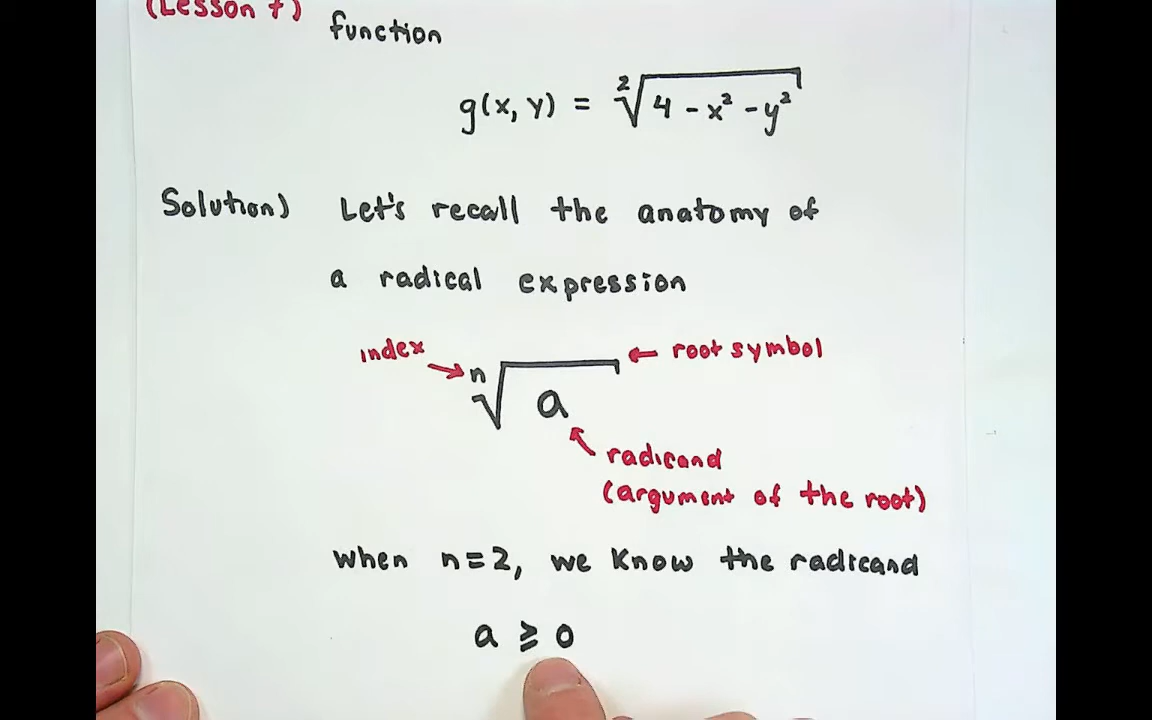 (Lesson 7) function
g(x, y) = ²√(4 - x² - y²)
Solution) Let's recall the anatomy of
a radical expression
index → ⁿ√a ← root symbol
radicand
(argument of the root)
when n=2, we know the radicand
a ≥ 0